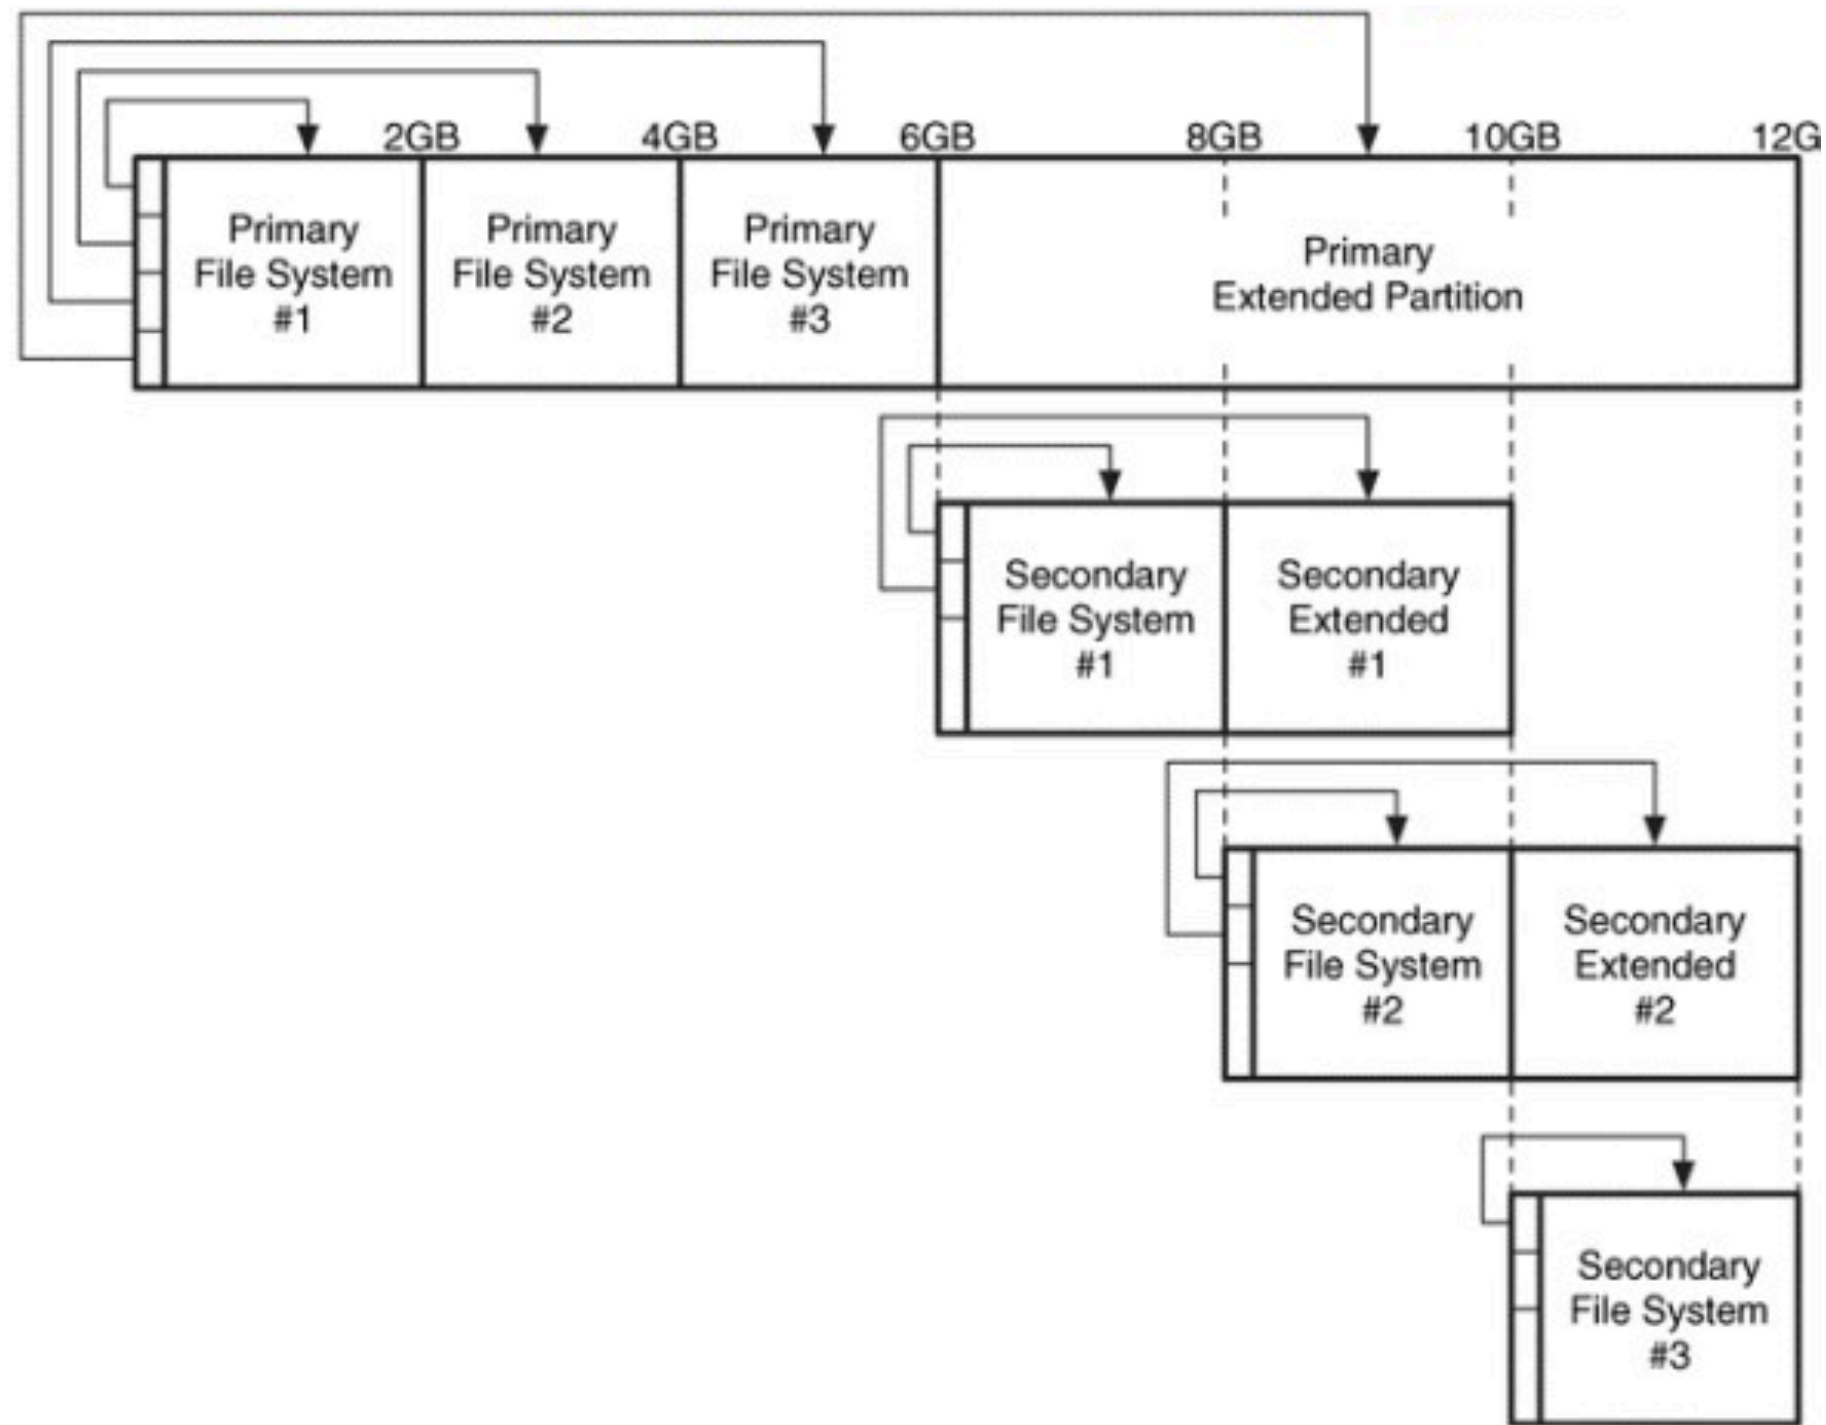 2GB 4GB 6GB 8GB 10GB 12G
Primary
File System
#1
Primary
File System
#2
Primary
File System
#3
Primary
Extended Partition
Secondary
File System
#1
Secondary
Extended
#1
Secondary
File System
#2
Secondary
Extended
#2
Secondary
File System
#3